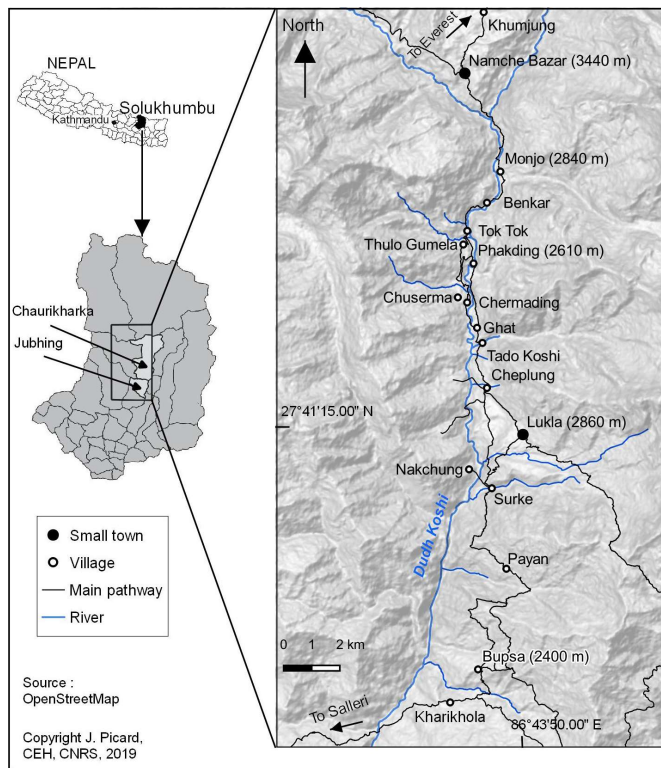 NEPAL
Solukhumbu
Kathmandu
Chaurikharka
Jubhing
Small town
Village
Main pathway
River
Source :
OpenStreetMap
Copyright J. Picard,
CEH, CNRS, 2019
North
To Everest
Khumjung
Namche Bazar (3440 m)
Monjo (2840 m)
Benkar
Tok Tok
Thulo Gumela
Phakding (2610 m)
Chuserma
Chermading
Ghat
Tado Koshi
Cheplung
27°41'15.00" N
Lukla (2860 m)
Nakchung
Surke
Dudh Koshi
Payan
0 1 2 km
Bupsa (2400 m)
To Salleri
Kharikhola
86°43'50.00" E